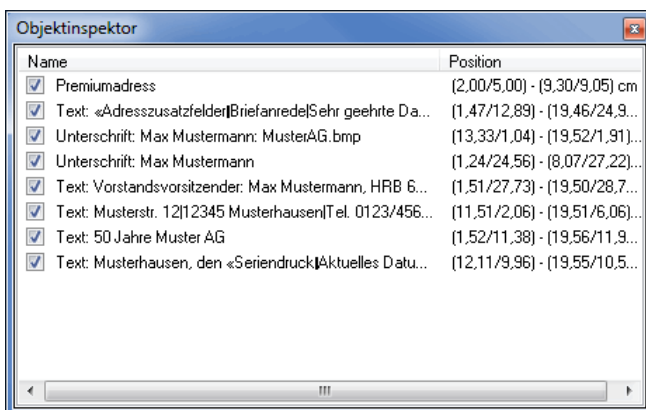 Objektinspektor
Name Position
Premiumadress (2,00/5,00) - (9,30/9,05) cm
Text: «Adresszusatzfelder|Briefanrede|Sehr geehrte Da... (1,47/12,89) - (19,46/24,9...
Unterschrift: Max Mustermann: MusterAG.bmp (13,33/1,04) - (19,52/1,91)...
Unterschrift: Max Mustermann (1,24/24,56) - (8,07/27,22)...
Text: Vorstandsvorsitzender: Max Mustermann, HRB 6... (1,51/27,73) - (19,50/28,7...
Text: Musterstr. 12|12345 Musterhausen|Tel. 0123/456... (11,51/2,06) - (19,51/6,06)...
Text: 50 Jahre Muster AG (1,52/11,38) - (19,56/11,9...
Text: Musterhausen, den «Seriendruck|Aktuelles Datu... (12,11/9,96) - (19,55/10,5...